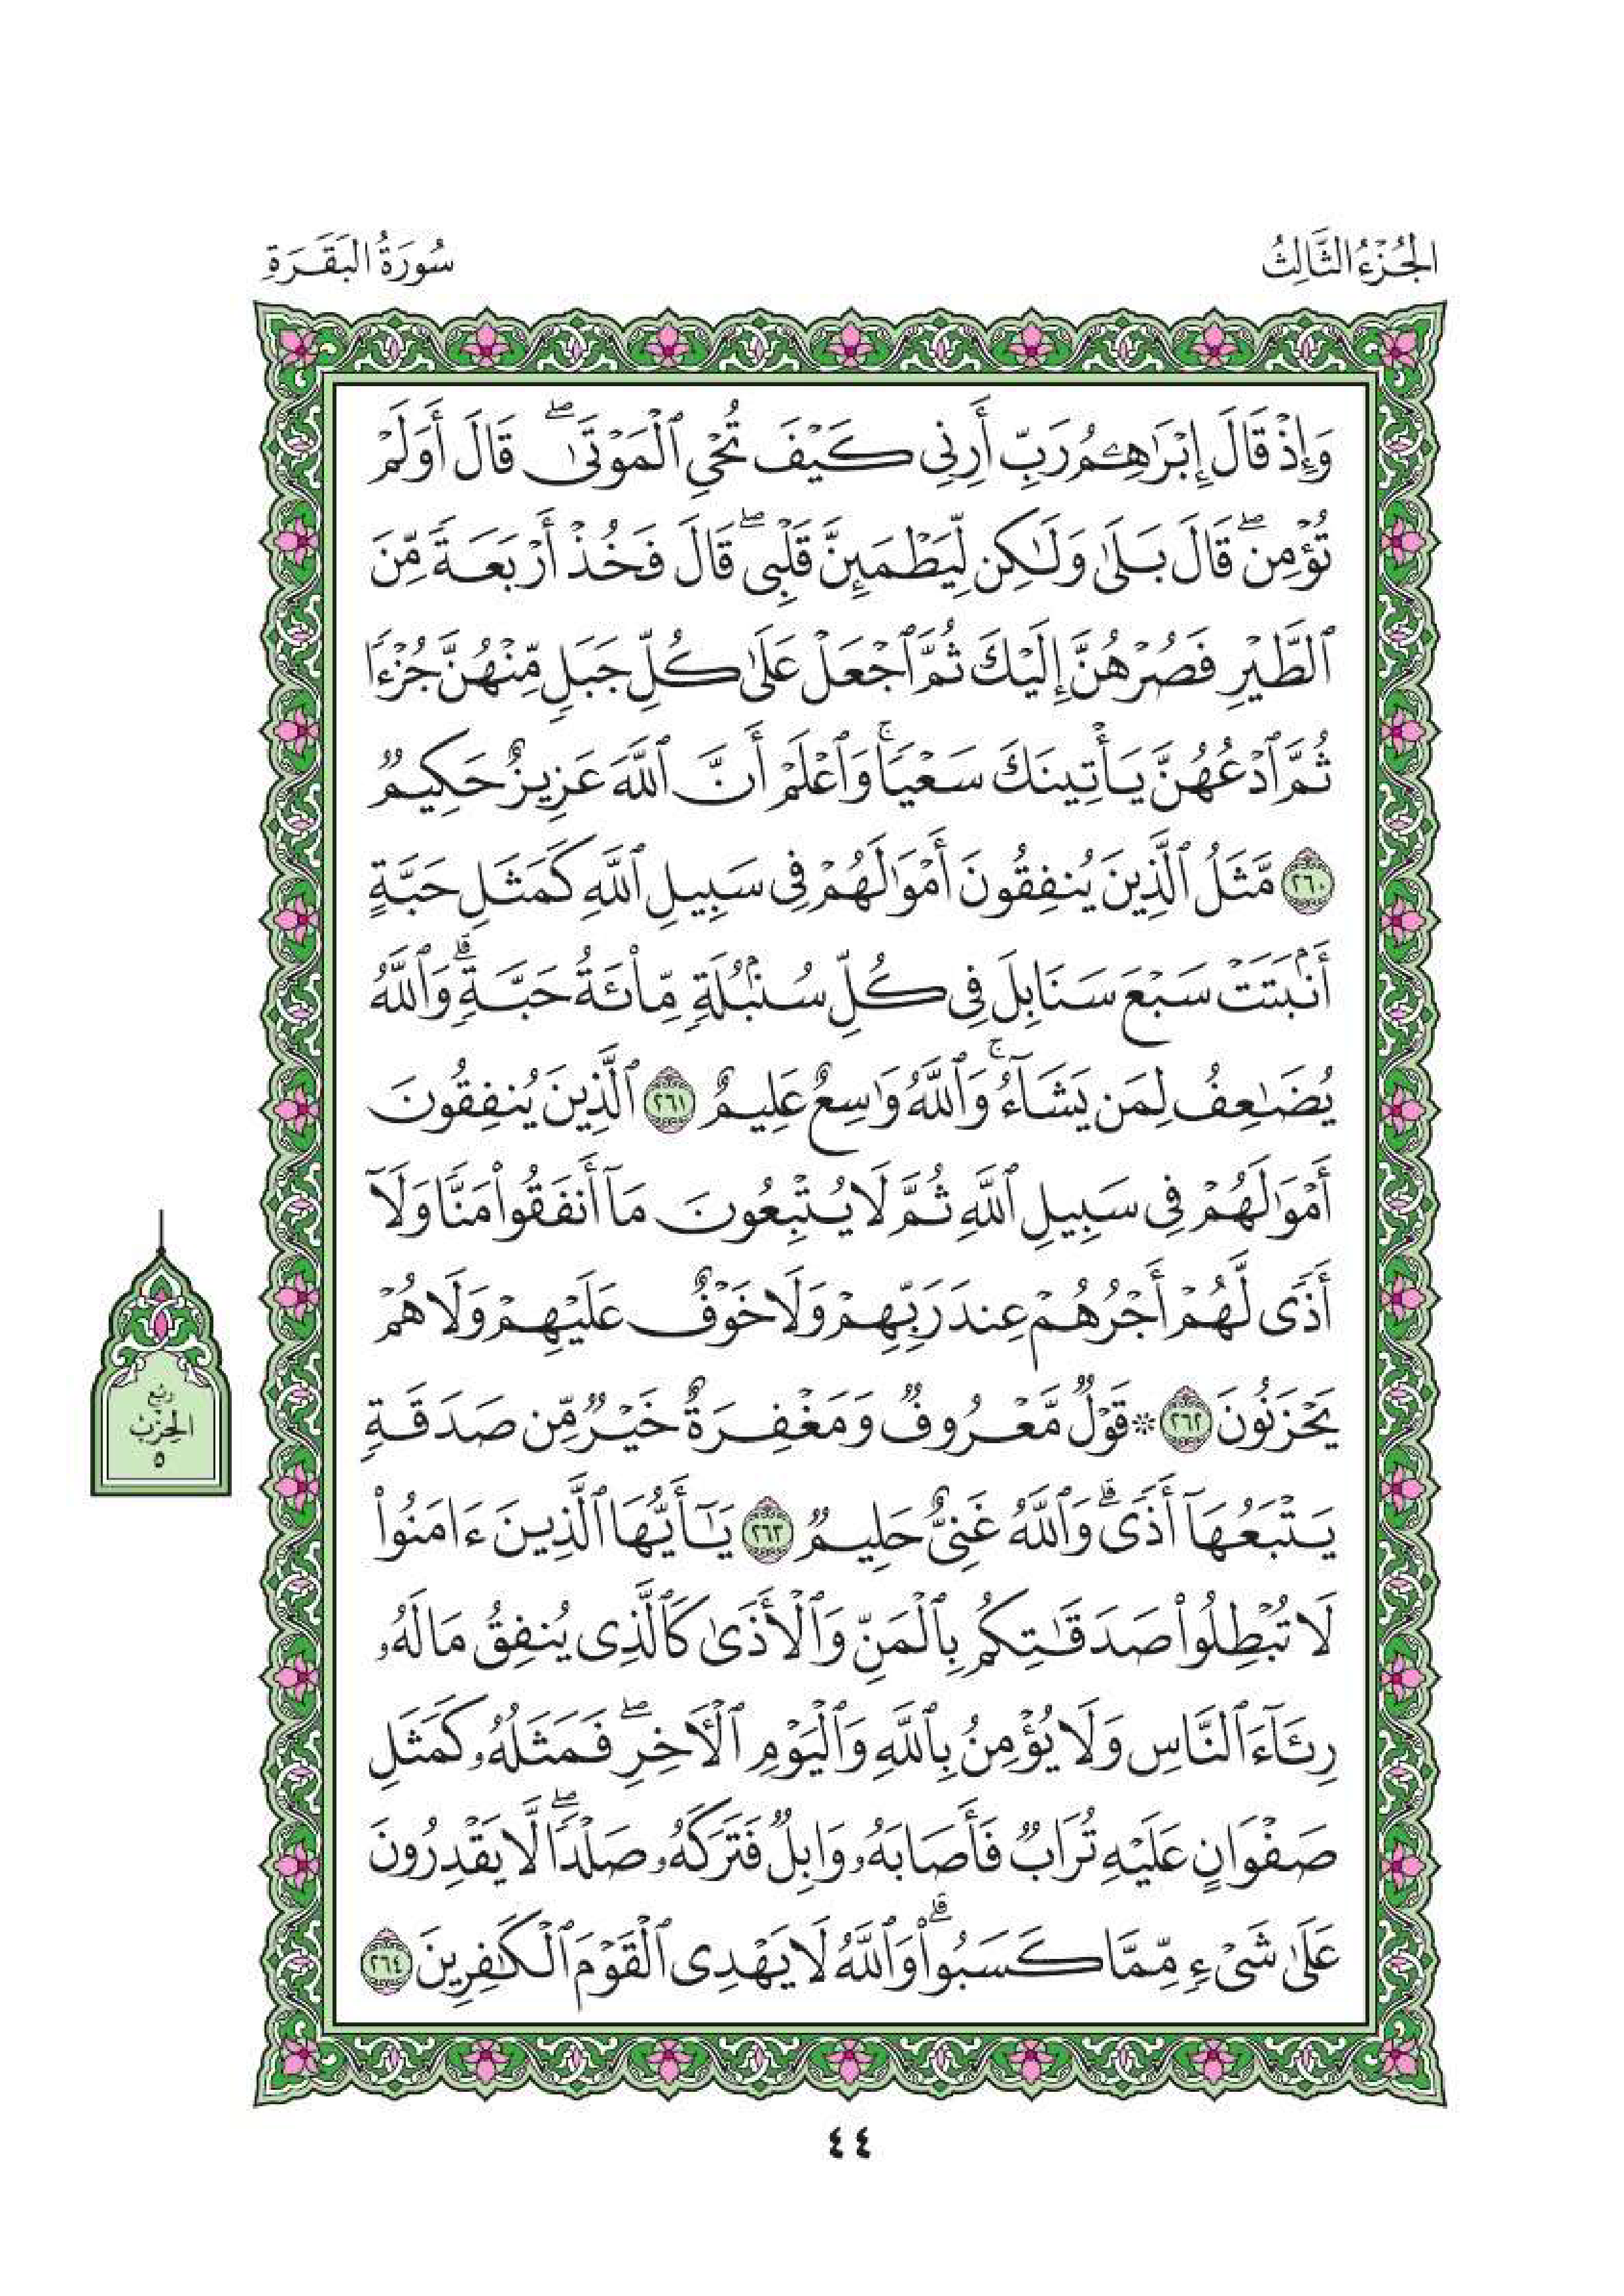 الجُزْءُ الثَّالِثُ
سُورَةُ البَقَرَةِ
وَإِذْ قَالَ إِبْرَٰهِـۧمُ رَبِّ أَرِنِى كَيْفَ تُحْىِ ٱلْمَوْتَىٰ ۖ قَالَ أَوَلَمْ
تُؤْمِن ۖ قَالَ بَلَىٰ وَلَـٰكِن لِّيَطْمَئِنَّ قَلْبِى ۖ قَالَ فَخُذْ أَرْبَعَةً مِّنَ
ٱلطَّيْرِ فَصُرْهُنَّ إِلَيْكَ ثُمَّ ٱجْعَلْ عَلَىٰ كُلِّ جَبَلٍ مِّنْهُنَّ جُزْءًا
ثُمَّ ٱدْعُهُنَّ يَأْتِينَكَ سَعْيًا ۚ وَٱعْلَمْ أَنَّ ٱللَّهَ عَزِيزٌ حَكِيمٌ
٢٦٠ مَّثَلُ ٱلَّذِينَ يُنفِقُونَ أَمْوَٰلَهُمْ فِى سَبِيلِ ٱللَّهِ كَمَثَلِ حَبَّةٍ
أَنۢبَتَتْ سَبْعَ سَنَابِلَ فِى كُلِّ سُنۢبُلَةٍ مِّا۟ئَةُ حَبَّةٍ ۗ وَٱللَّهُ
يُضَـٰعِفُ لِمَن يَشَآءُ ۚ وَٱللَّهُ وَٰسِعٌ عَلِيمٌ ٢٦١ ٱلَّذِينَ يُنفِقُونَ
أَمْوَٰلَهُمْ فِى سَبِيلِ ٱللَّهِ ثُمَّ لَا يُتْبِعُونَ مَآ أَنفَقُوا۟ مَنًّا وَلَآ
أَذًى لَّهُمْ أَجْرُهُمْ عِندَ رَبِّهِمْ وَلَا خَوْفٌ عَلَيْهِمْ وَلَا هُمْ
يَحْزَنُونَ ٢٦٢ ۞ قَوْلٌ مَّعْرُوفٌ وَمَغْفِرَةٌ خَيْرٌ مِّن صَدَقَةٍ
يَتْبَعُهَآ أَذًى ۗ وَٱللَّهُ غَنِىٌّ حَلِيمٌ ٢٦٣ يَـٰٓأَيُّهَا ٱلَّذِينَ ءَامَنُوا۟
لَا تُبْطِلُوا۟ صَدَقَـٰتِكُم بِٱلْمَنِّ وَٱلْأَذَىٰ كَٱلَّذِى يُنفِقُ مَالَهُۥ
رِئَآءَ ٱلنَّاسِ وَلَا يُؤْمِنُ بِٱللَّهِ وَٱلْيَوْمِ ٱلْـَٔاخِرِ ۖ فَمَثَلُهُۥ كَمَثَلِ
صَفْوَانٍ عَلَيْهِ تُرَابٌ فَأَصَابَهُۥ وَابِلٌ فَتَرَكَهُۥ صَلْدًا ۖ لَّا يَقْدِرُونَ
عَلَىٰ شَىْءٍ مِّمَّا كَسَبُوا۟ ۗ وَٱللَّهُ لَا يَهْدِى ٱلْقَوْمَ ٱلْكَـٰفِرِينَ ٢٦٤
رُبْع
الحِزْب
٥
٤٤